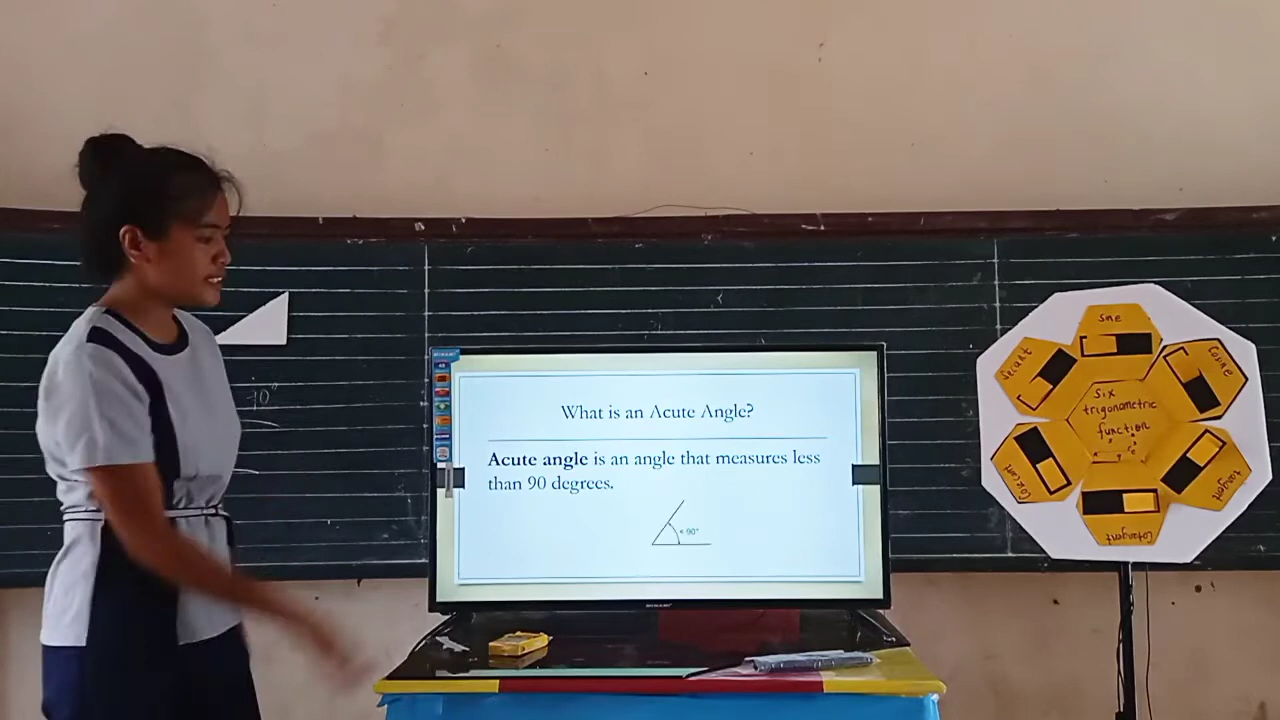 What is an Acute Angle?
Acute angle is an angle that measures less
than 90 degrees.
< 90°
70°
Sine
Cosine
tangent
Cotangent
Cosecant
Secant
Six
trigonometric
function